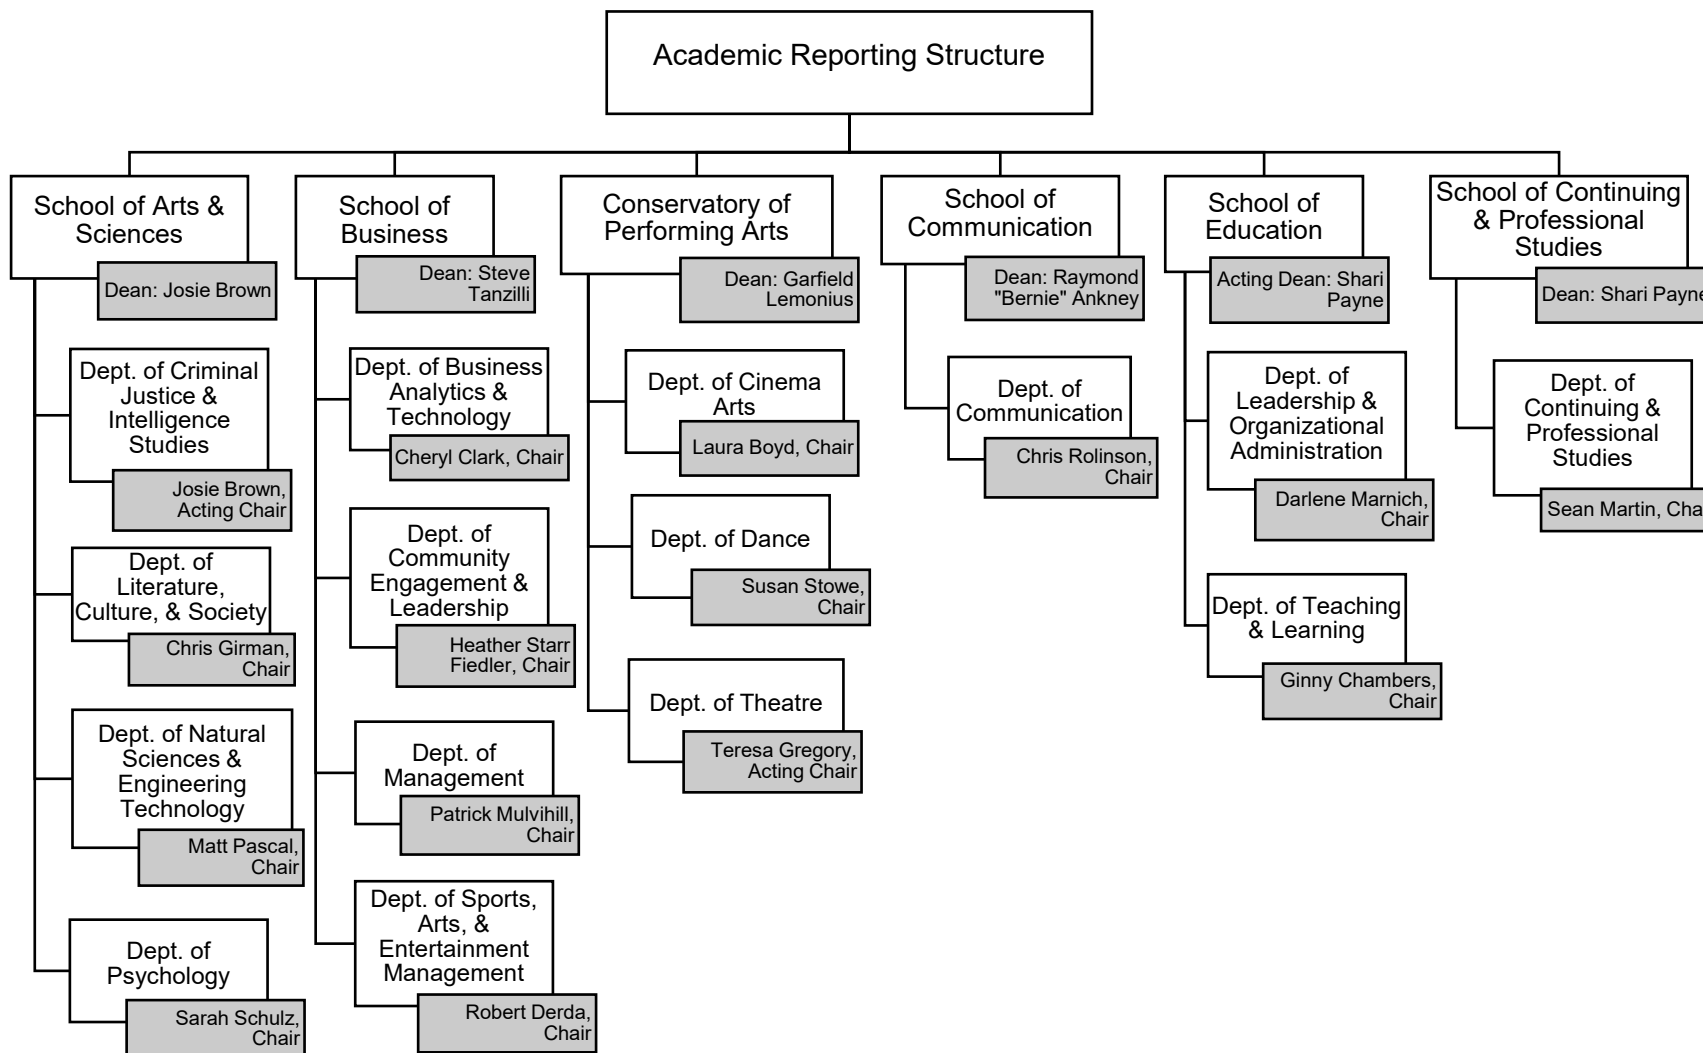 Academic Reporting Structure
School of Arts &
Sciences
Dean: Josie Brown
Dept. of Criminal
Justice &
Intelligence
Studies
Josie Brown,
Acting Chair
Dept. of
Literature,
Culture, & Society
Chris Girman,
Chair
Dept. of Natural
Sciences &
Engineering
Technology
Matt Pascal,
Chair
Dept. of
Psychology
Sarah Schulz,
Chair
School of
Business
Dean: Steve
Tanzilli
Dept. of Business
Analytics &
Technology
Cheryl Clark, Chair
Dept. of
Community
Engagement &
Leadership
Heather Starr
Fiedler, Chair
Dept. of
Management
Patrick Mulvihill,
Chair
Dept. of Sports,
Arts, &
Entertainment
Management
Robert Derda,
Chair
Conservatory of
Performing Arts
Dean: Garfield
Lemonius
Dept. of Cinema
Arts
Laura Boyd, Chair
Dept. of Dance
Susan Stowe,
Chair
Dept. of Theatre
Teresa Gregory,
Acting Chair
School of
Communication
Dean: Raymond
"Bernie" Ankney
Dept. of
Communication
Chris Rolinson,
Chair
School of
Education
Acting Dean: Shari
Payne
Dept. of
Leadership &
Organizational
Administration
Darlene Marnich,
Chair
Dept. of Teaching
& Learning
Ginny Chambers,
Chair
School of Continuing
& Professional
Studies
Dean: Shari Payne
Dept. of
Continuing &
Professional
Studies
Sean Martin, Cha